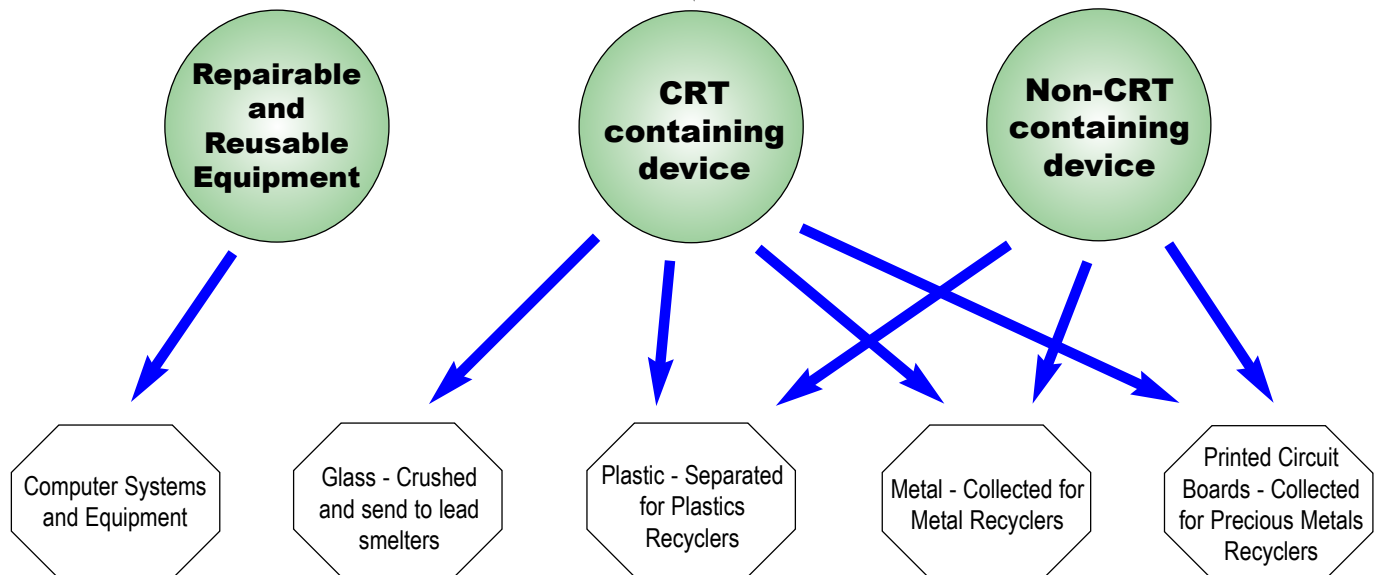 Repairable
and
Reusable
Equipment
CRT
containing
device
Non-CRT
containing
device
Computer Systems
and Equipment
Glass - Crushed
and send to lead
smelters
Plastic - Separated
for Plastics
Recyclers
Metal - Collected for
Metal Recyclers
Printed Circuit
Boards - Collected
for Precious Metals
Recyclers